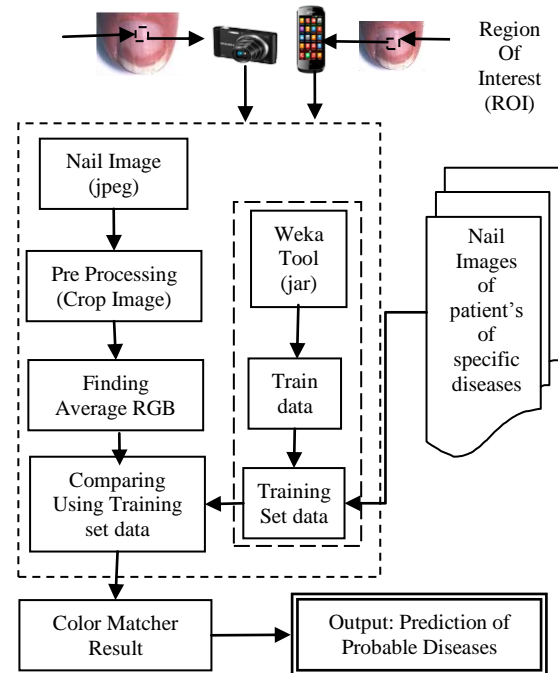 Region
Of
Interest
(ROI)
Nail Image
(jpeg)
Pre Processing
(Crop Image)
Finding
Average RGB
Comparing
Using Training
set data
Weka
Tool
(jar)
Train
data
Training
Set data
Nail
Images
of
patient's
of
specific
diseases
Color Matcher
Result
Output: Prediction of
Probable Diseases